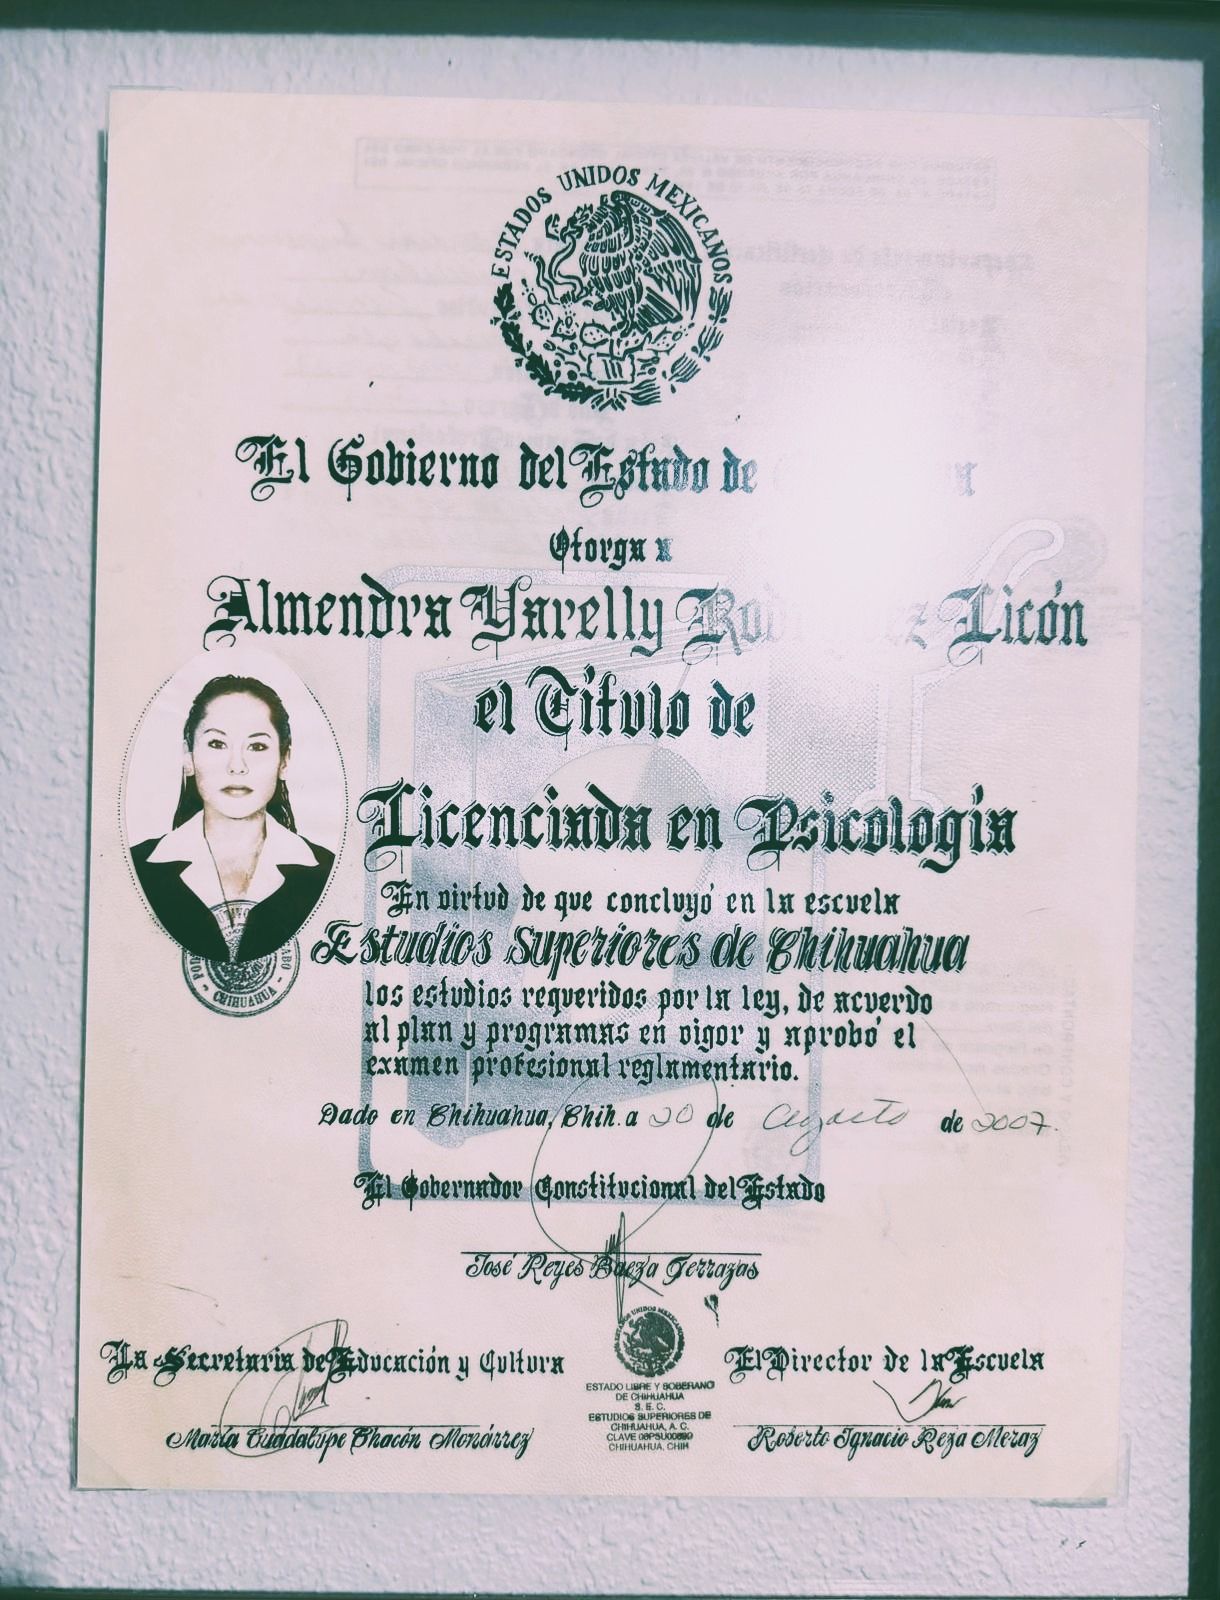 ESTADOS UNIDOS MEXICANOS
El Gobierno del Estado de
Otorga a
Almendra Yarelly Licón
el Título de
Licenciada en Psicología
En virtud de que concluyó en la escuela
Estudios Superiores de Chihuahua
los estudios requeridos por la ley, de acuerdo
al plan y programas en vigor y aprobó el
examen profesional reglamentario.
Dado en Chihuahua, Chih. a 20 de Agosto de 2007.
El Gobernador Constitucional del Estado
José Reyes Baeza Terrazas
La Secretaria de Educación y Cultura
María Guadalupe Chacón Monárrez
ESTADO LIBRE Y SOBERANO
DE CHIHUAHUA
S. E. C.
ESTUDIOS SUPERIORES DE
CHIHUAHUA, A. C.
CLAVE
CHIHUAHUA, CHIH
El Director de la Escuela
Roberto Ignacio Reza Meraz
CHIHUAHUA